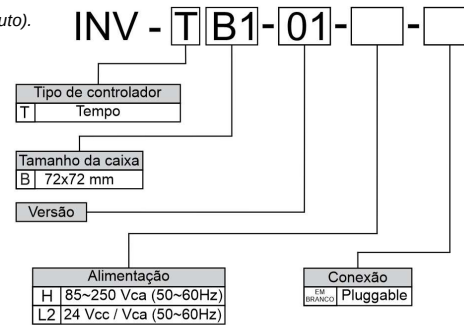 uto).
INV - T B1 - 01 - -
Tipo de controlador
T Tempo
Tamanho da caixa
B 72x72 mm
Versão
Alimentação
H 85~250 Vca (50~60Hz)
L2 24 Vcc / Vca (50~60Hz)
Conexão
EM BRANCO Pluggable